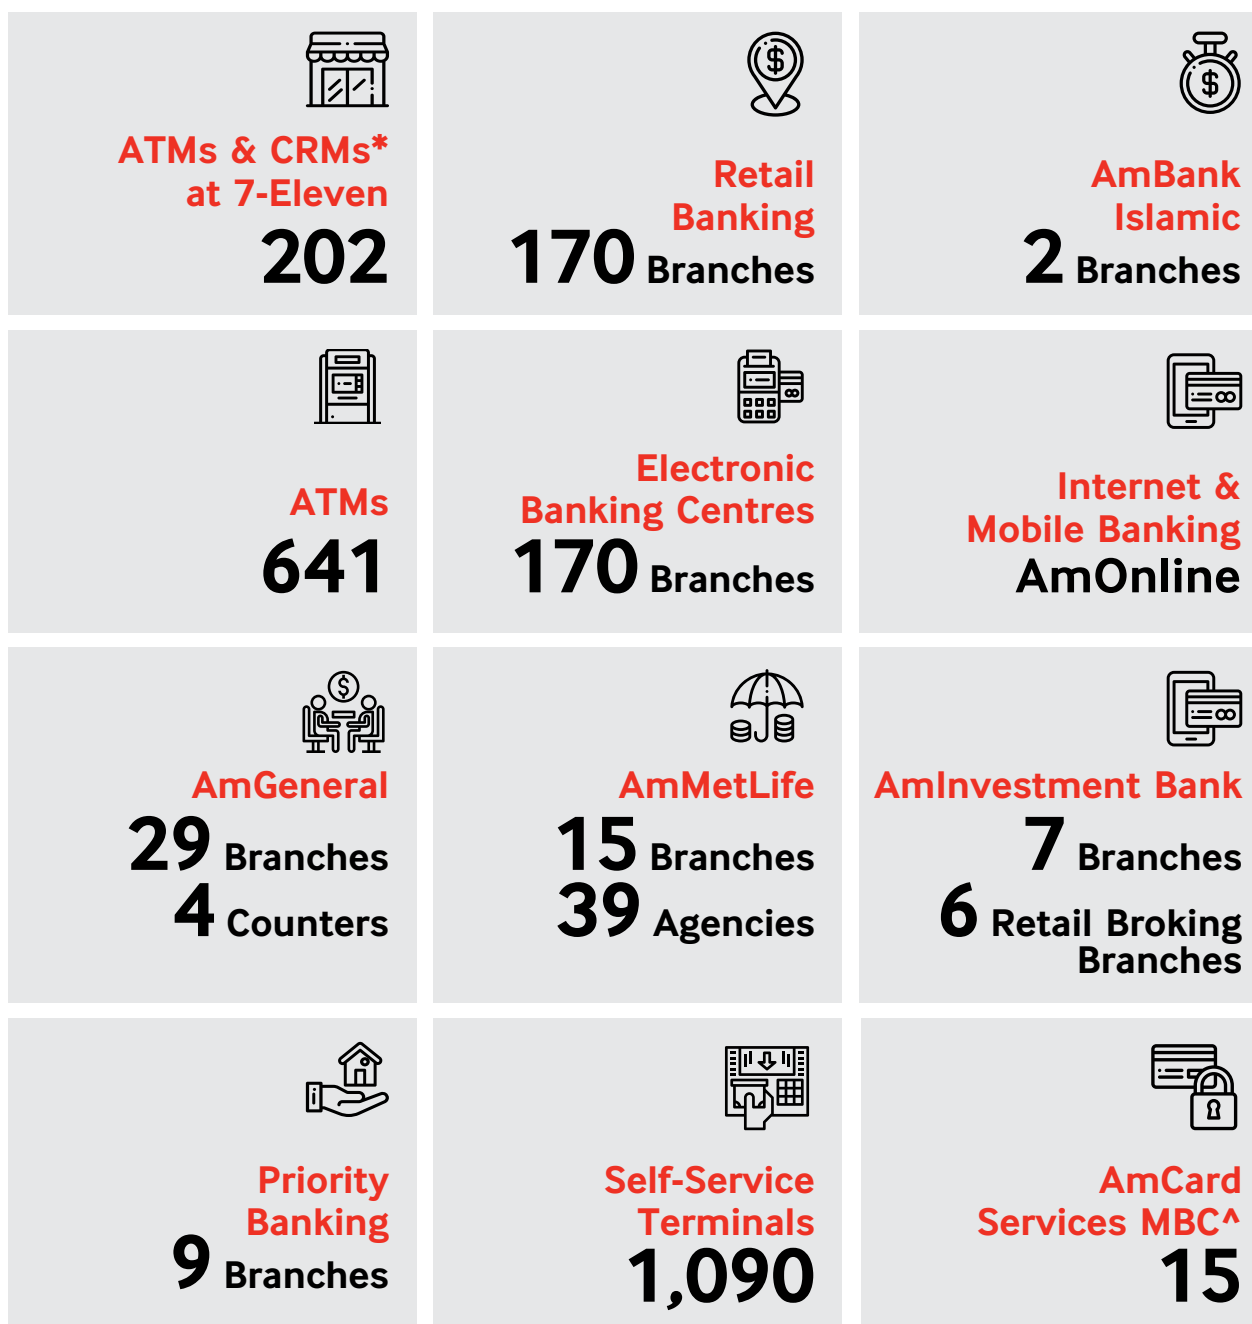 ATMs & CRMs*
at 7-Eleven
202
Retail
Banking
170 Branches
AmBank
Islamic
2 Branches
ATMs
641
Electronic
Banking Centres
170 Branches
Internet &
Mobile Banking
AmOnline
AmGeneral
29 Branches
4 Counters
AmMetLife
15 Branches
39 Agencies
AmInvestment Bank
7 Branches
6 Retail Broking
Branches
Priority
Banking
9 Branches
Self-Service
Terminals
1,090
AmCard
Services MBC^
15